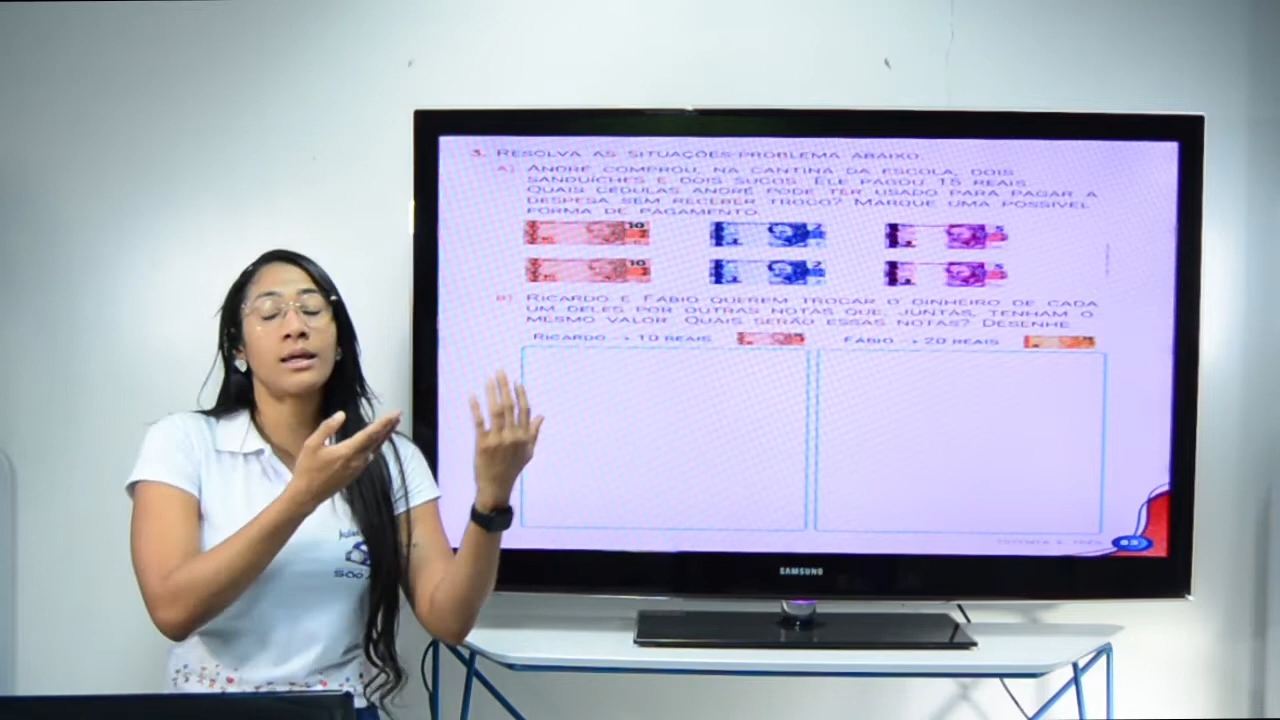 3. RESOLVA AS SITUAÇÕES-PROBLEMA ABAIXO.
A) ANDRÉ COMPROU, NA CANTINA DA ESCOLA, DOIS
SANDUÍCHES E DOIS SUCOS. ELE PAGOU 15 REAIS.
QUAIS CÉDULAS ANDRÉ PODE TER USADO PARA PAGAR A
DESPESA SEM RECEBER TROCO? MARQUE UMA POSSÍVEL
FORMA DE PAGAMENTO.
10 2 5
10 2 5
B) RICARDO E FÁBIO QUEREM TROCAR O DINHEIRO DE CADA
UM DELES POR OUTRAS NOTAS QUE, JUNTAS, TENHAM O
MESMO VALOR. QUAIS SERÃO ESSAS NOTAS? DESENHE
RICARDO → 10 REAIS FÁBIO → 20 REAIS
SAMSUNG
São